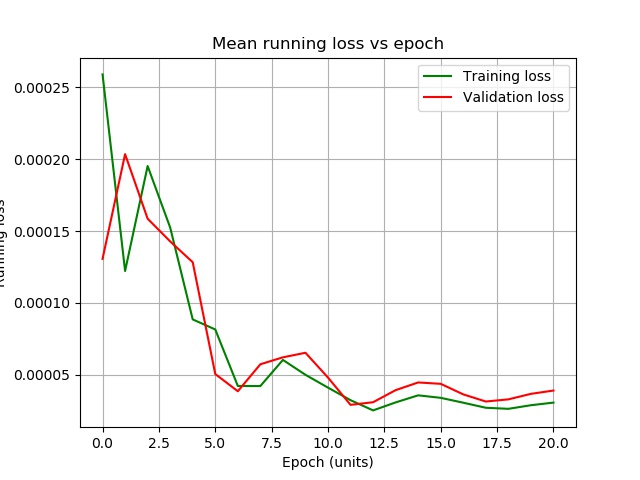 Mean running loss vs epoch
Training loss
Validation loss
0.00025
0.00020
0.00015
0.00010
0.00005
Running loss
0.0 2.5 5.0 7.5 10.0 12.5 15.0 17.5 20.0
Epoch (units)